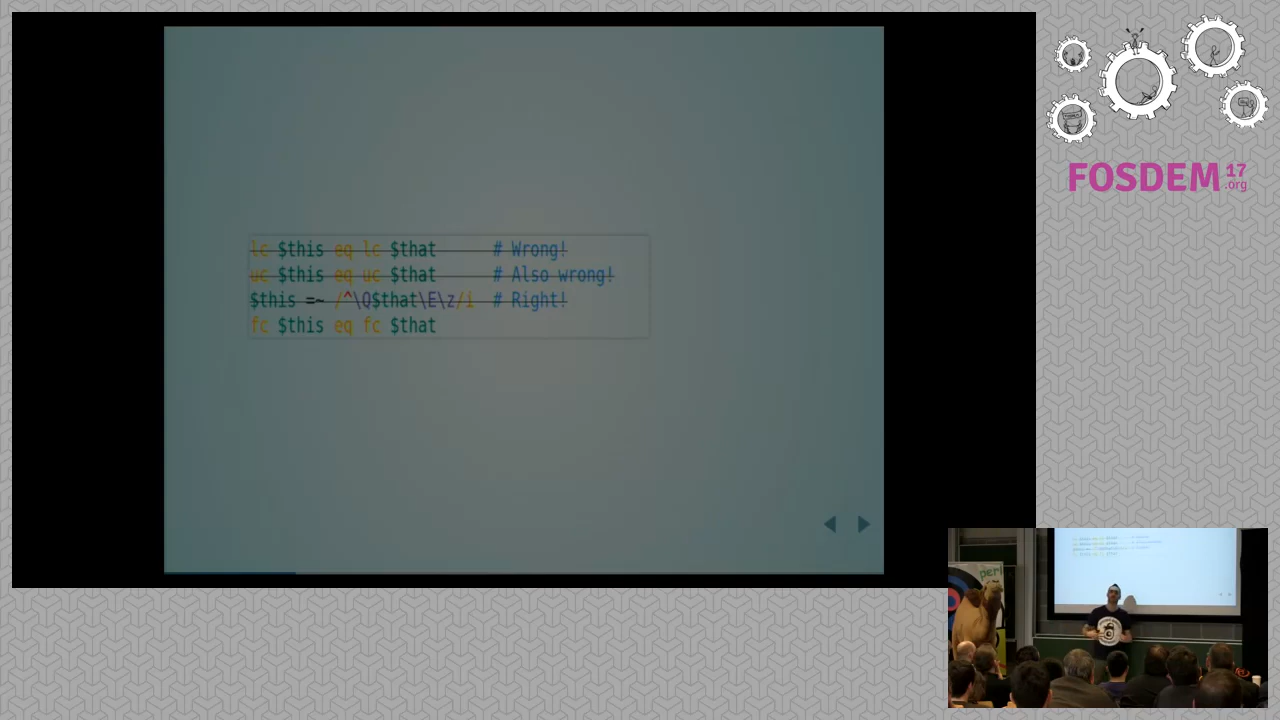 lc $this eq lc $that      # Wrong!
uc $this eq uc $that      # Also wrong!
$this =~ /^\Q$that\E\z/i  # Right!
fc $this eq fc $that
FOSDEM 17 .org
perl